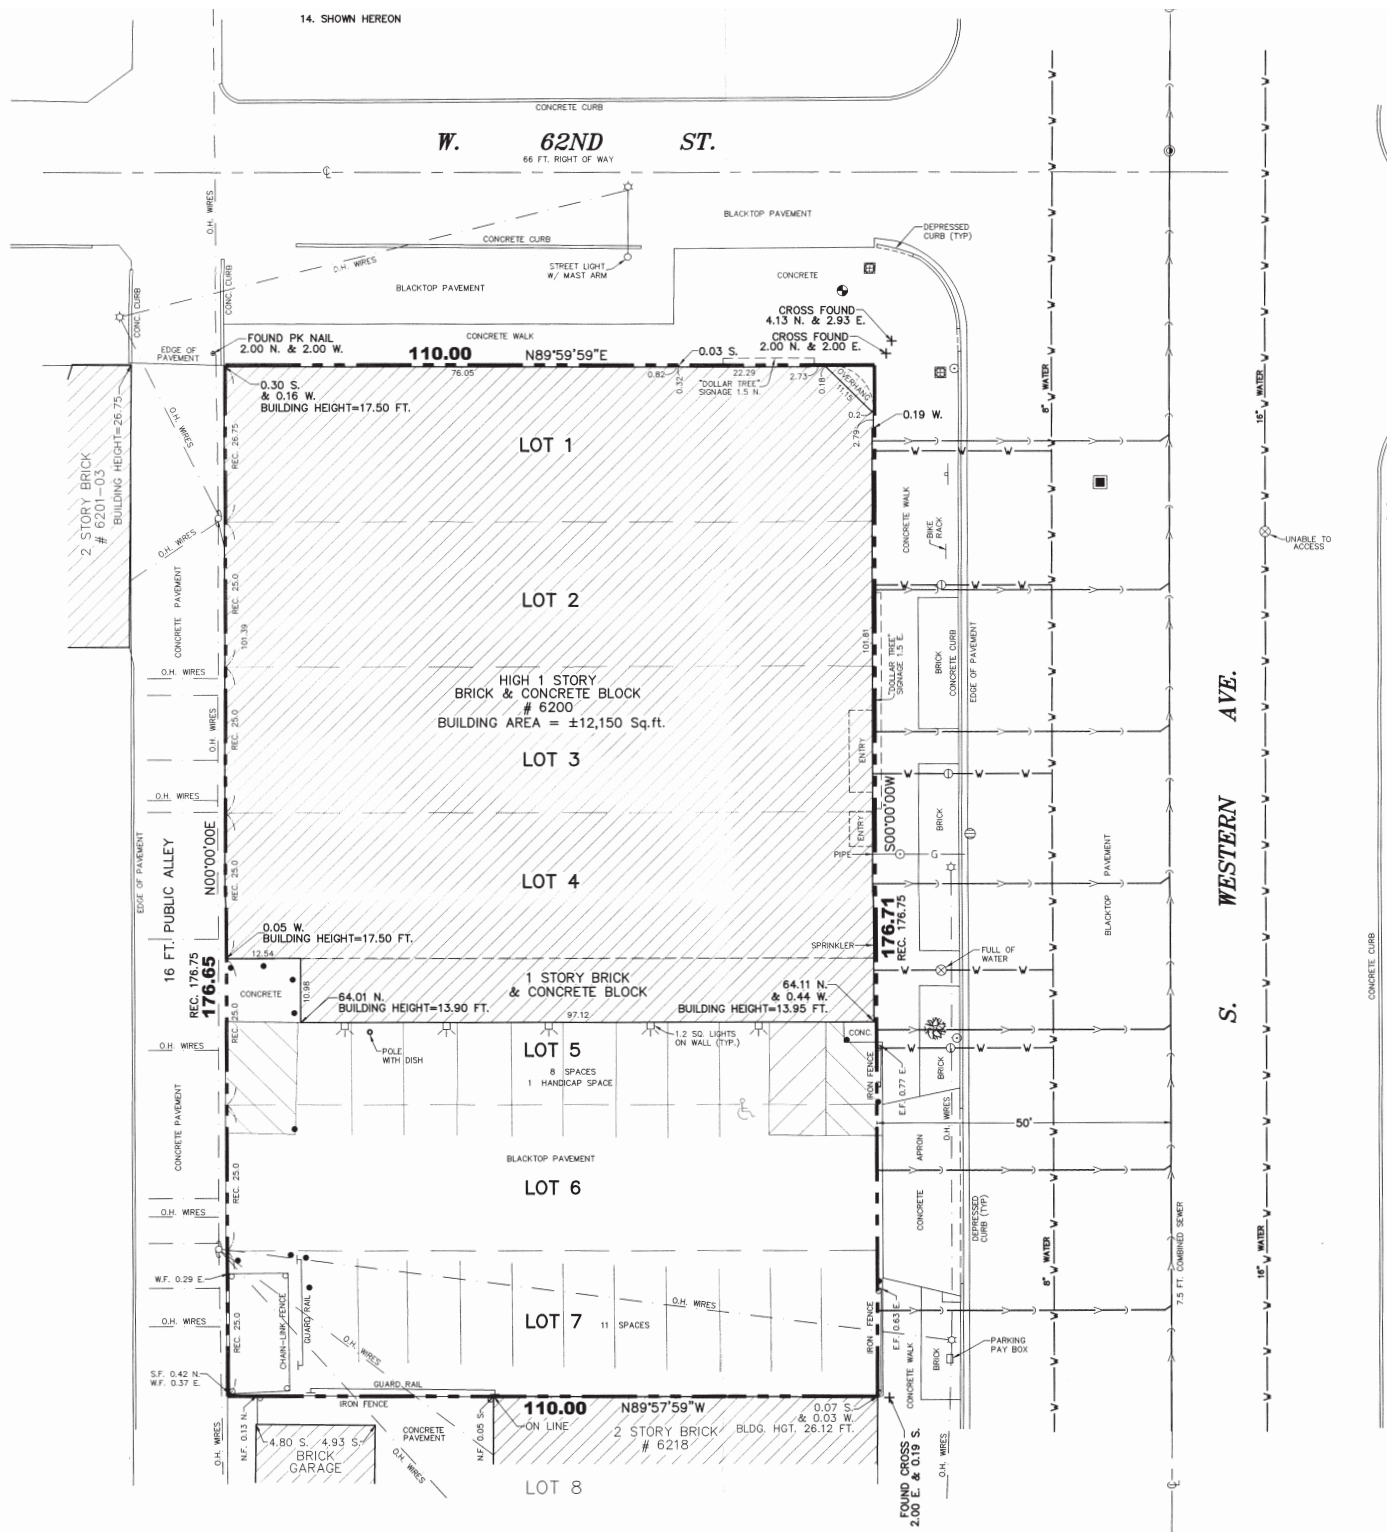 14. SHOWN HEREON
CONCRETE CURB
W. 62ND ST.
66 FT. RIGHT OF WAY
O.H. WIRES
BLACKTOP PAVEMENT
DEPRESSED
CURB (TYP)
CONCRETE CURB
O.H. WIRES
STREET LIGHT
W/ MAST ARM
CONCRETE
CONC. CURB
CONC. CURB
BLACKTOP PAVEMENT
CROSS FOUND
4.13 N. & 2.93 E.
CROSS FOUND
2.00 N. & 2.00 E.
FOUND PK NAIL
2.00 N. & 2.00 W.
CONCRETE WALK
EDGE OF
PAVEMENT
110.00 N89°59'59"E
0.03 S.
76.05
0.82
0.32
22.29
2.73
0.18
"DOLLAR TREE"
SIGNAGE 1.5 N.
OVERHANG
11.15
0.30 S.
& 0.16 W.
BUILDING HEIGHT=17.50 FT.
0.2
0.19 W.
2.79
8" WATER
16" WATER
O.H. WIRES
REC. 26.75
LOT 1
2 STORY BRICK
# 6201-03
BUILDING HEIGHT=26.75
O.H. WIRES
CONCRETE WALK
BIKE
RACK
UNABLE TO
ACCESS
CONCRETE PAVEMENT
REC. 25.0
LOT 2
101.39
101.81
"DOLLAR TREE"
SIGNAGE 1.5 E.
BRICK
CONCRETE CURB
EDGE OF PAVEMENT
O.H. WIRES
HIGH 1 STORY
BRICK & CONCRETE BLOCK
# 6200
BUILDING AREA = ±12,150 Sq.ft.
S. WESTERN AVE.
O.H. WIRES
REC. 25.0
LOT 3
ENTRY
O.H. WIRES
S00°00'00"W
ENTRY
BRICK
EDGE OF PAVEMENT
16 FT. PUBLIC ALLEY
N00°00'00"E
PIPE
G
BLACKTOP PAVEMENT
REC. 25.0
LOT 4
176.71
REC. 176.75
0.05 W.
BUILDING HEIGHT=17.50 FT.
SPRINKLER
FULL OF
WATER
12.54
REC. 176.75
176.65
CONCRETE
10.98
1 STORY BRICK
& CONCRETE BLOCK
64.01 N.
BUILDING HEIGHT=13.90 FT.
64.11 N.
& 0.44 W.
BUILDING HEIGHT=13.95 FT.
97.12
CONCRETE CURB
REC. 25.0
POLE
WITH DISH
1.2 SQ. LIGHTS
ON WALL (TYP.)
CONC.
O.H. WIRES
LOT 5
8 SPACES
1 HANDICAP SPACE
IRON FENCE
E.F. 0.77 E.
BRICK
O.H. WIRES
50'
CONCRETE PAVEMENT
BLACKTOP PAVEMENT
REC. 25.0
LOT 6
CONCRETE APRON
DEPRESSED
CURB (TYP)
O.H. WIRES
8" WATER
7.5 FT. COMBINED SEWER
16" WATER
W.F. 0.29 E.
O.H. WIRES
O.H. WIRES
REC. 25.0
CHAIN-LINK FENCE
GUARD RAIL
LOT 7
11 SPACES
IRON FENCE
E.F. 0.63 E.
CONCRETE WALK
BRICK
PARKING
PAY BOX
O.H. WIRES
S.F. 0.42 N.
W.F. 0.37 E.
GUARD RAIL
IRON FENCE
110.00 N89°57'59"W
ON LINE
0.07 S.
& 0.03 W.
BLDG. HGT. 26.12 FT.
2 STORY BRICK
# 6218
N.F. 0.13 N.
N.F. 0.05 S.
CONCRETE
PAVEMENT
O.H. WIRES
O.H. WIRES
4.80 S. 4.93 S.
BRICK
GARAGE
FOUND CROSS
2.00 E. & 0.19 S.
O.H. WIRES
LOT 8